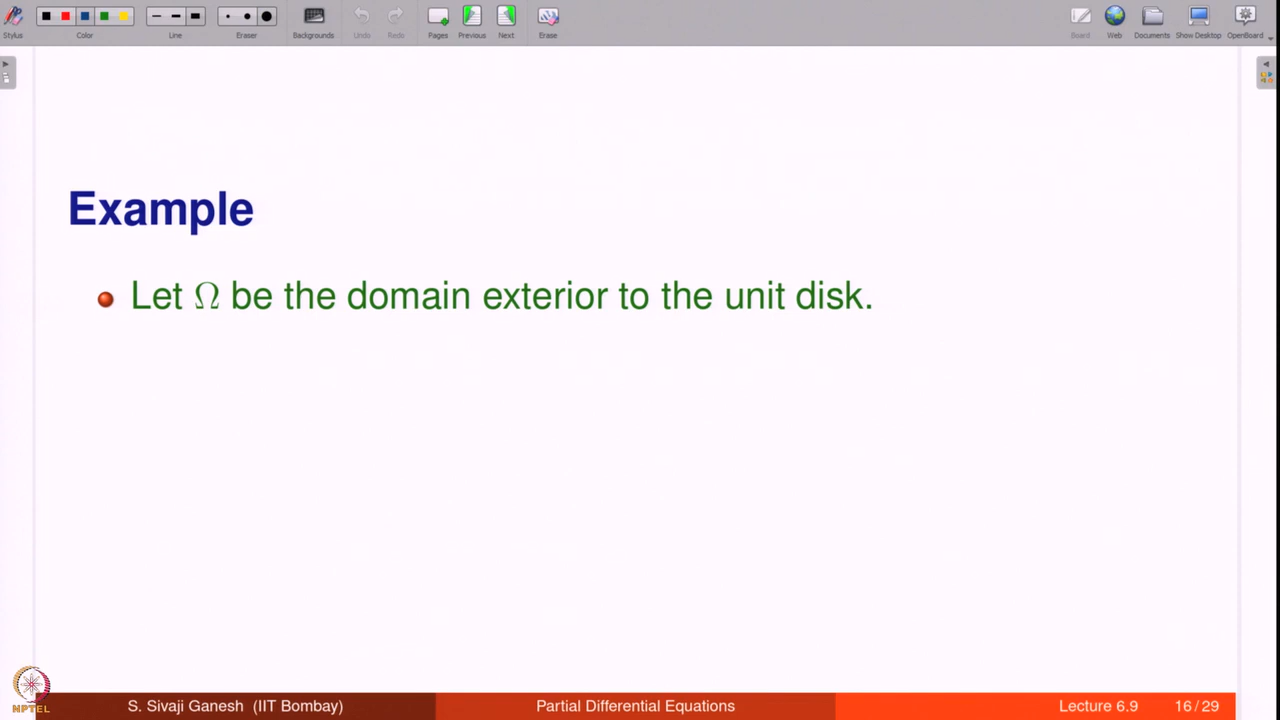 Stylus
Color
Line
Eraser
Backgrounds
Undo
Redo
Pages
Previous
Next
Erase
Board
Web
Documents
Show Desktop
OpenBoard
Example
Let Ω be the domain exterior to the unit disk.
NPTEL
S. Sivaji Ganesh (IIT Bombay)
Partial Differential Equations
Lecture 6.9
16/29